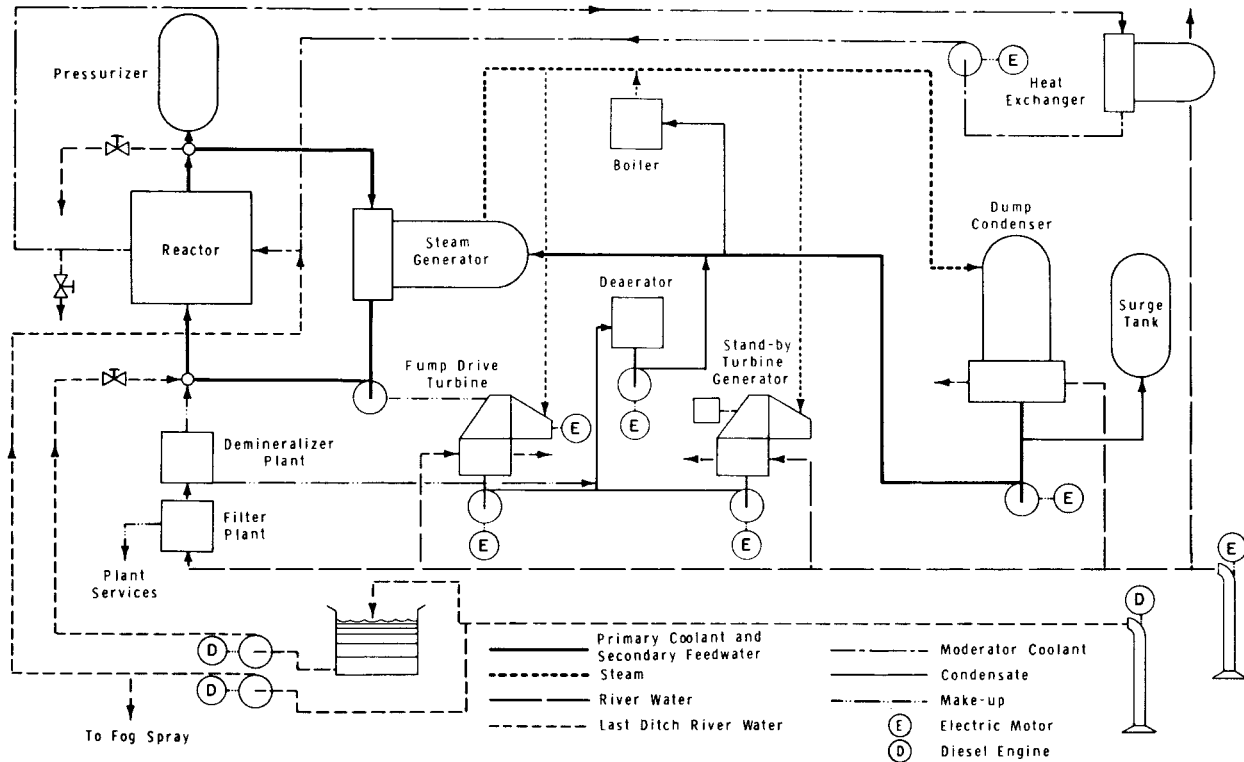 Pressurizer
E
Heat
Exchanger
Boiler
Reactor
Steam
Generator
Dump
Condenser
Deaerator
Surge
Tank
Fump Drive
Turbine
Stand-by
Turbine
Generator
E
E
Demineralizer
Plant
E
Filter
Plant
E
E
E
Plant
Services
D
D
D
To Fog Spray
Primary Coolant and
Secondary Feedwater
Steam
River Water
Last Ditch River Water
Moderator Coolant
Condensate
Make-up
E Electric Motor
D Diesel Engine